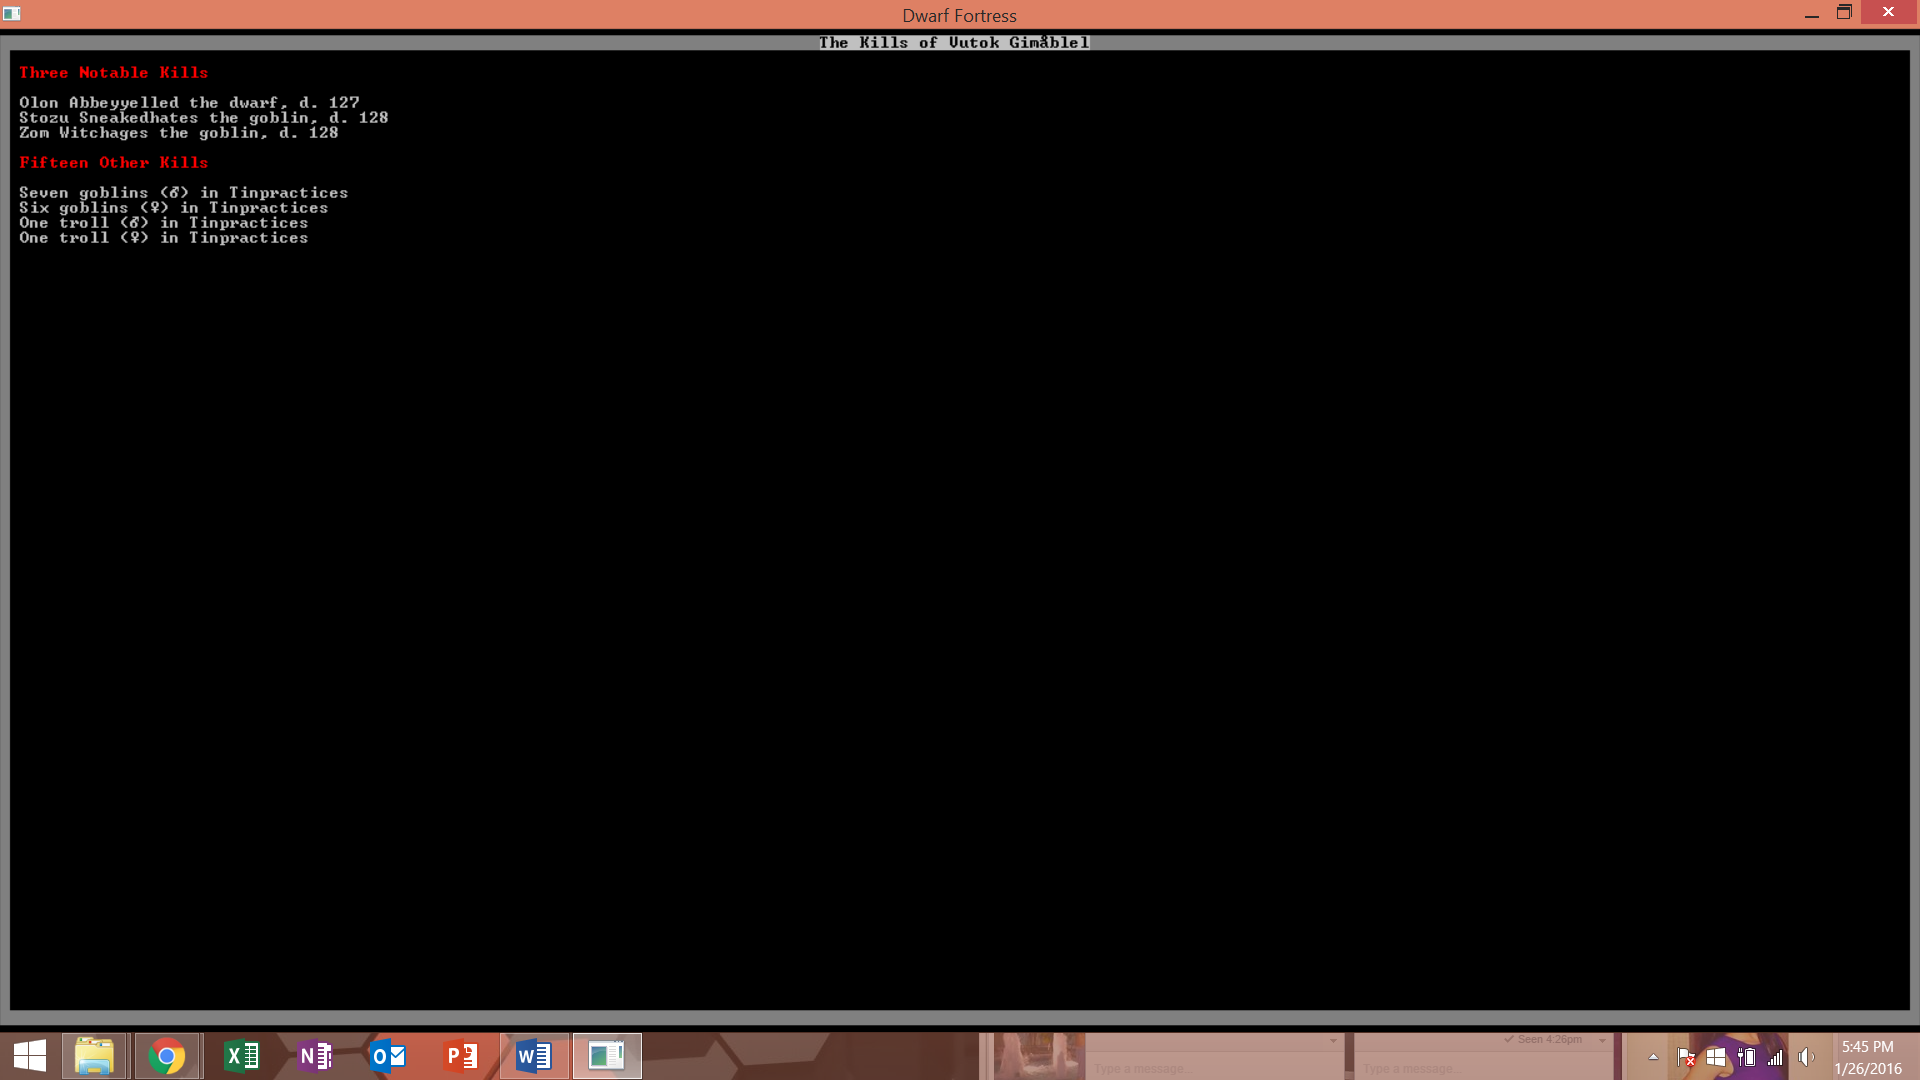 Dwarf Fortress
The Kills of Vutok Gimåblel
Three Notable Kills
Olon Abbeyyelled the dwarf, d. 127
Stozu Sneakedhates the goblin, d. 128
Zom Witchages the goblin, d. 128
Fifteen Other Kills
Seven goblins (♂) in Tinpractices
Six goblins (♀) in Tinpractices
One troll (♂) in Tinpractices
One troll (♀) in Tinpractices
✓ Seen 4:26pm
Type a message...
Type a message...
5:45 PM
1/26/2016